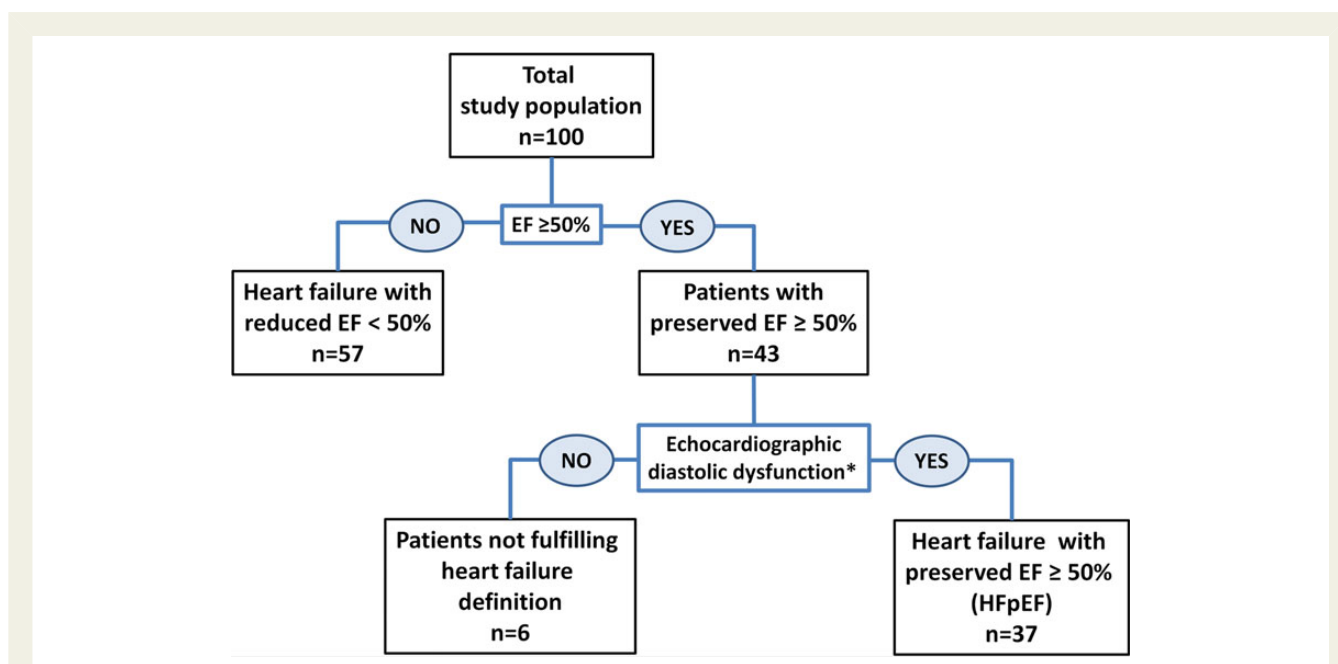 Total
study population
n=100
NO
EF ≥50%
YES
Heart failure with
reduced EF < 50%
n=57
Patients with
preserved EF ≥ 50%
n=43
NO
Echocardiographic
diastolic dysfunction*
YES
Patients not fulfilling
heart failure
definition
n=6
Heart failure with
preserved EF ≥ 50%
(HFpEF)
n=37